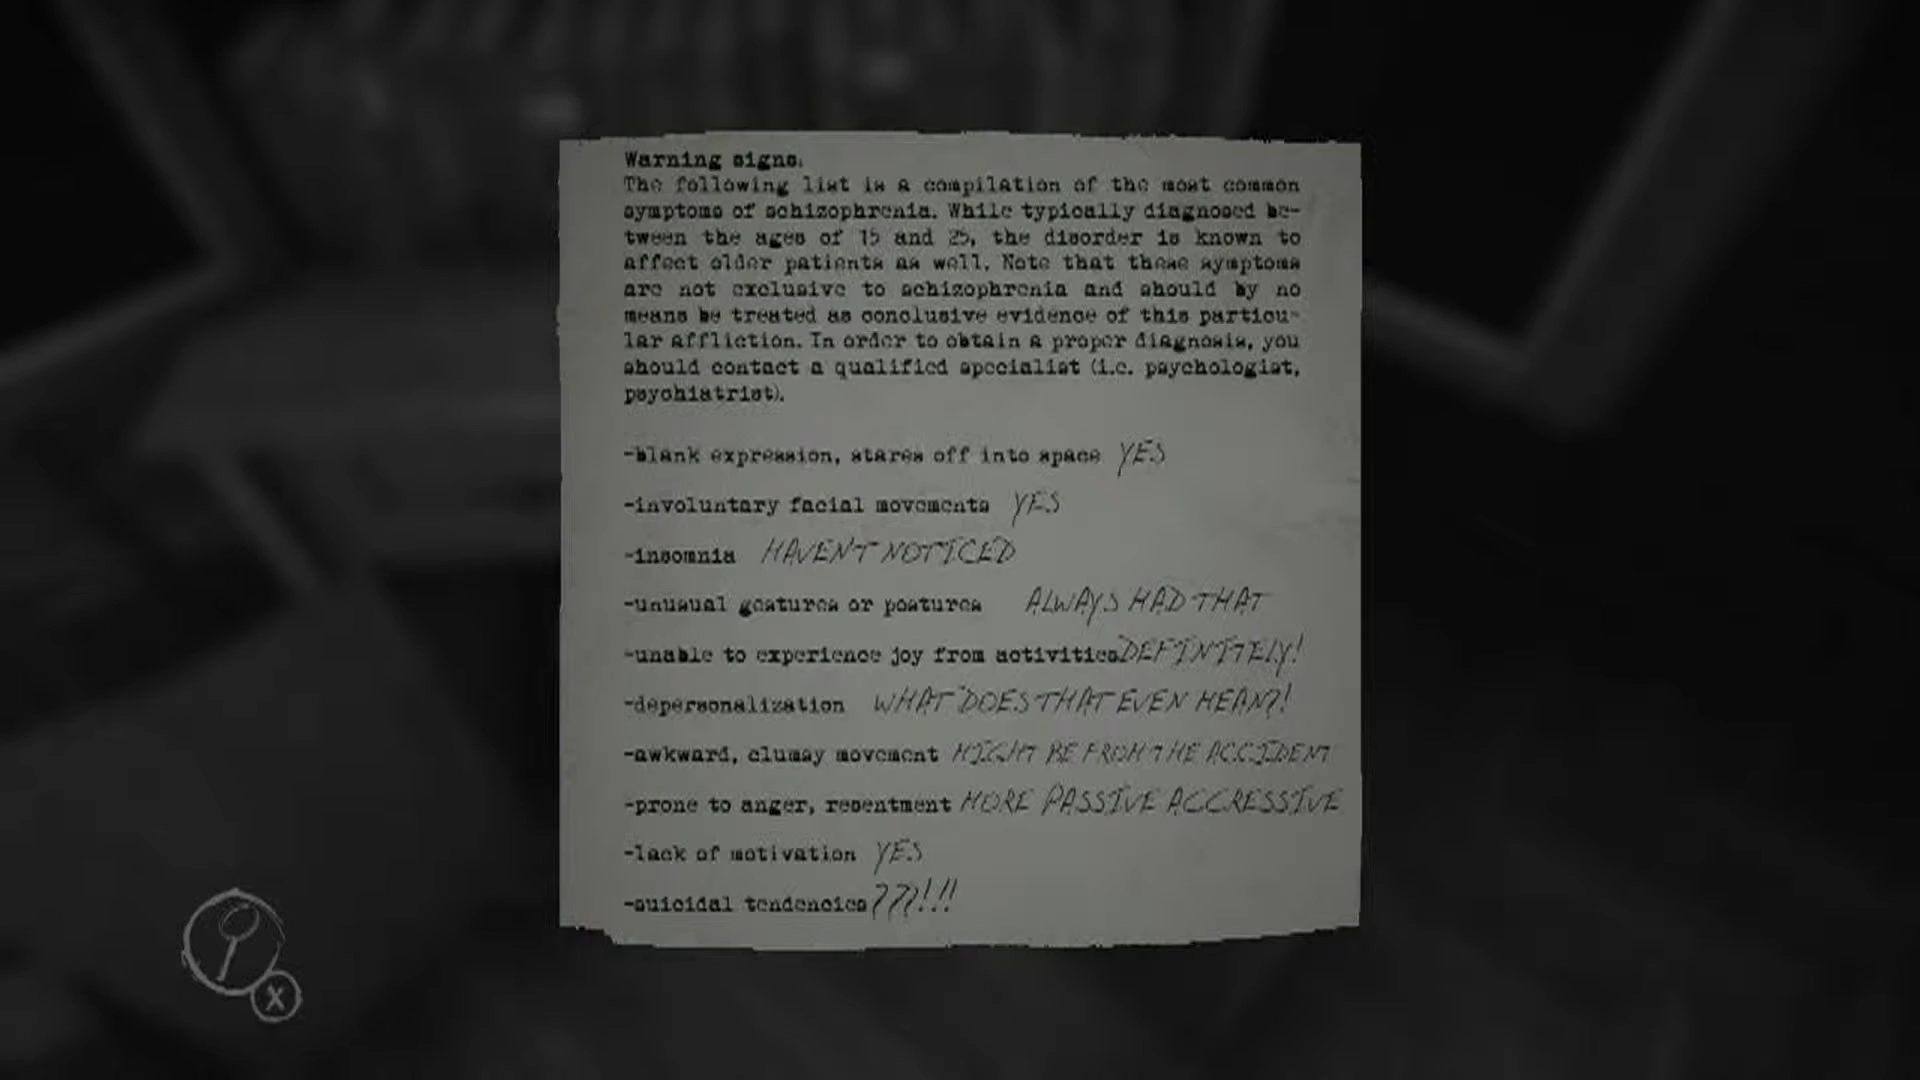 Warning signs.
The following list is a compilation of the most common
symptoms of schizophrenia. While typically diagnosed be-
tween the ages of 15 and 25, the disorder is known to
affect older patients as well. Note that these symptoms
are not exclusive to schizophrenia and should by no
means be treated as conclusive evidence of this particu-
lar affliction. In order to obtain a proper diagnosis, you
should contact a qualified specialist (i.e. psychologist,
psychiatrist).
-blank expression, stares off into space YES
-involuntary facial movements YES
-insomnia HAVEN'T NOTICED
-unusual gestures or postures ALWAYS HAD THAT
-unable to experience joy from activities DEFINITELY!
-depersonalization WHAT DOES THAT EVEN MEAN?!
-awkward, clumsy movement MIGHT BE FROM THE ACCIDENT
-prone to anger, resentment MORE PASSIVE AGGRESSIVE
-lack of motivation YES
-suicidal tendencies ???!!!
X